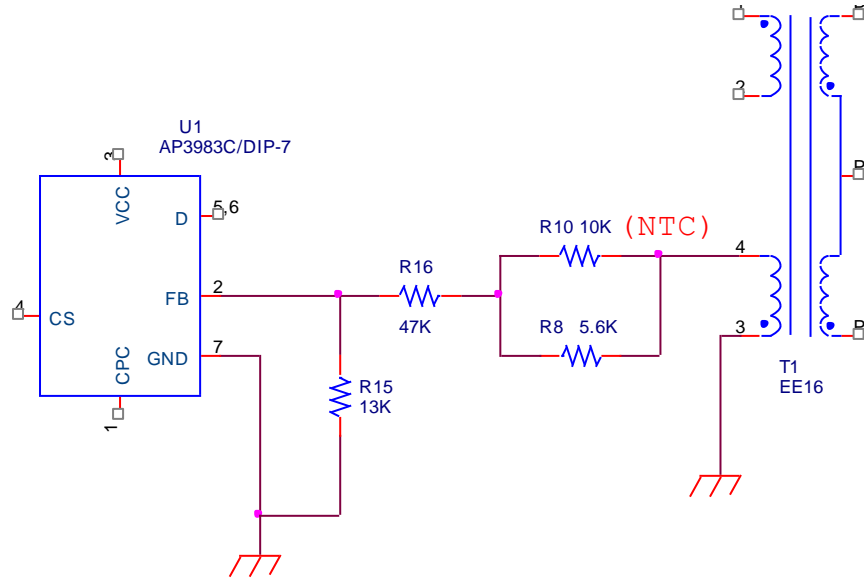 U1
AP3983C/DIP-7
3
VCC
5,6
D
R10 10K (NTC)
4
R16
2
FB
4
CS
47K
R8 5.6K
3
7
GND
CPC
R15
13K
T1
EE16
1
2